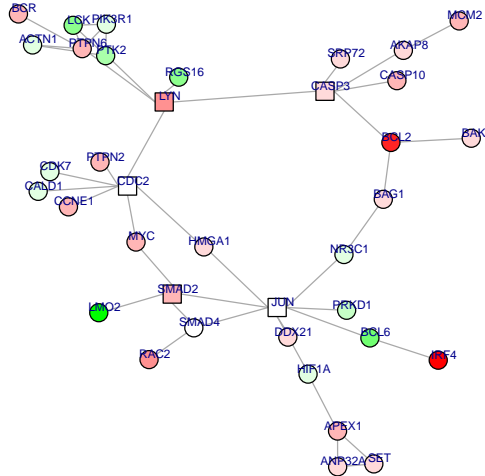 BCR
LCK
PIK3R1
MCM2
ACTN1
PTPN6
PTK2
SRP72
AKAP8
RGS16
CASP10
LYN
CASP3
BCL2
BAK
PTPN2
CDK7
CDC2
CALD1
BAG1
CCNE1
MYC
HMGA1
NR3C1
SMAD2
JUN
LMO2
PRKD1
SMAD4
DDX21
BCL6
RAC2
IRF4
HIF1A
APEX1
ANP32A
SET